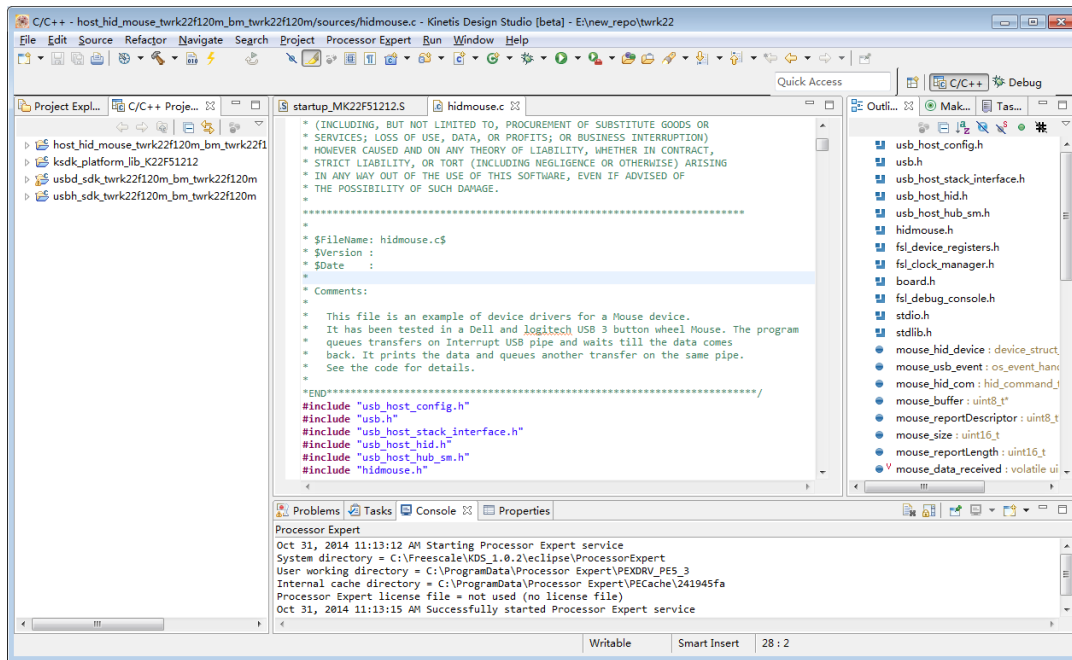 C/C++ - host_hid_mouse_twrk22f120m_bm_twrk22f120m/sources/hidmouse.c - Kinetis Design Studio [beta] - E:\new_repo\twrk22
File Edit Source Refactor Navigate Search Project Processor Expert Run Window Help
Quick Access
C/C++
Debug
Project Expl...
C/C++ Proje...
host_hid_mouse_twrk22f120m_bm_twrk22f1
ksdk_platform_lib_K22F51212
usbd_sdk_twrk22f120m_bm_twrk22f120m
usbh_sdk_twrk22f120m_bm_twrk22f120m
startup_MK22F51212.S
hidmouse.c
* (INCLUDING, BUT NOT LIMITED TO, PROCUREMENT OF SUBSTITUTE GOODS OR
* SERVICES; LOSS OF USE, DATA, OR PROFITS; OR BUSINESS INTERRUPTION)
* HOWEVER CAUSED AND ON ANY THEORY OF LIABILITY, WHETHER IN CONTRACT,
* STRICT LIABILITY, OR TORT (INCLUDING NEGLIGENCE OR OTHERWISE) ARISING
* IN ANY WAY OUT OF THE USE OF THIS SOFTWARE, EVEN IF ADVISED OF
* THE POSSIBILITY OF SUCH DAMAGE.
*
**************************************************************************
*
* $FileName: hidmouse.c$
* $Version :
* $Date    :
*
* Comments:
*
*   This file is an example of device drivers for a Mouse device.
*   It has been tested in a Dell and logitech USB 3 button wheel Mouse. The program
*   queues transfers on Interrupt USB pipe and waits till the data comes
*   back. It prints the data and queues another transfer on the same pipe.
*   See the code for details.
*
*END************************************************************************/
#include "usb_host_config.h"
#include "usb.h"
#include "usb_host_stack_interface.h"
#include "usb_host_hid.h"
#include "usb_host_hub_sm.h"
#include "hidmouse.h"
Outli...
Mak...
Tas...
usb_host_config.h
usb.h
usb_host_stack_interface.h
usb_host_hid.h
usb_host_hub_sm.h
hidmouse.h
fsl_device_registers.h
fsl_clock_manager.h
board.h
fsl_debug_console.h
stdio.h
stdlib.h
mouse_hid_device : device_struct_
mouse_usb_event : os_event_hand
mouse_hid_com : hid_command_t
mouse_buffer : uint8_t*
mouse_reportDescriptor : uint8_t
mouse_size : uint16_t
mouse_reportLength : uint16_t
mouse_data_received : volatile ui
Problems
Tasks
Console
Properties
Processor Expert
Oct 31, 2014 11:13:12 AM Starting Processor Expert service
System directory = C:\Freescale\KDS_1.0.2\eclipse\ProcessorExpert
User working directory = C:\ProgramData\Processor Expert\PEXDRV_PE5_3
Internal cache directory = C:\ProgramData\Processor Expert\PECache\241945fa
Processor Expert license file = not used (no license file)
Oct 31, 2014 11:13:15 AM Successfully started Processor Expert service
Writable
Smart Insert
28 : 2